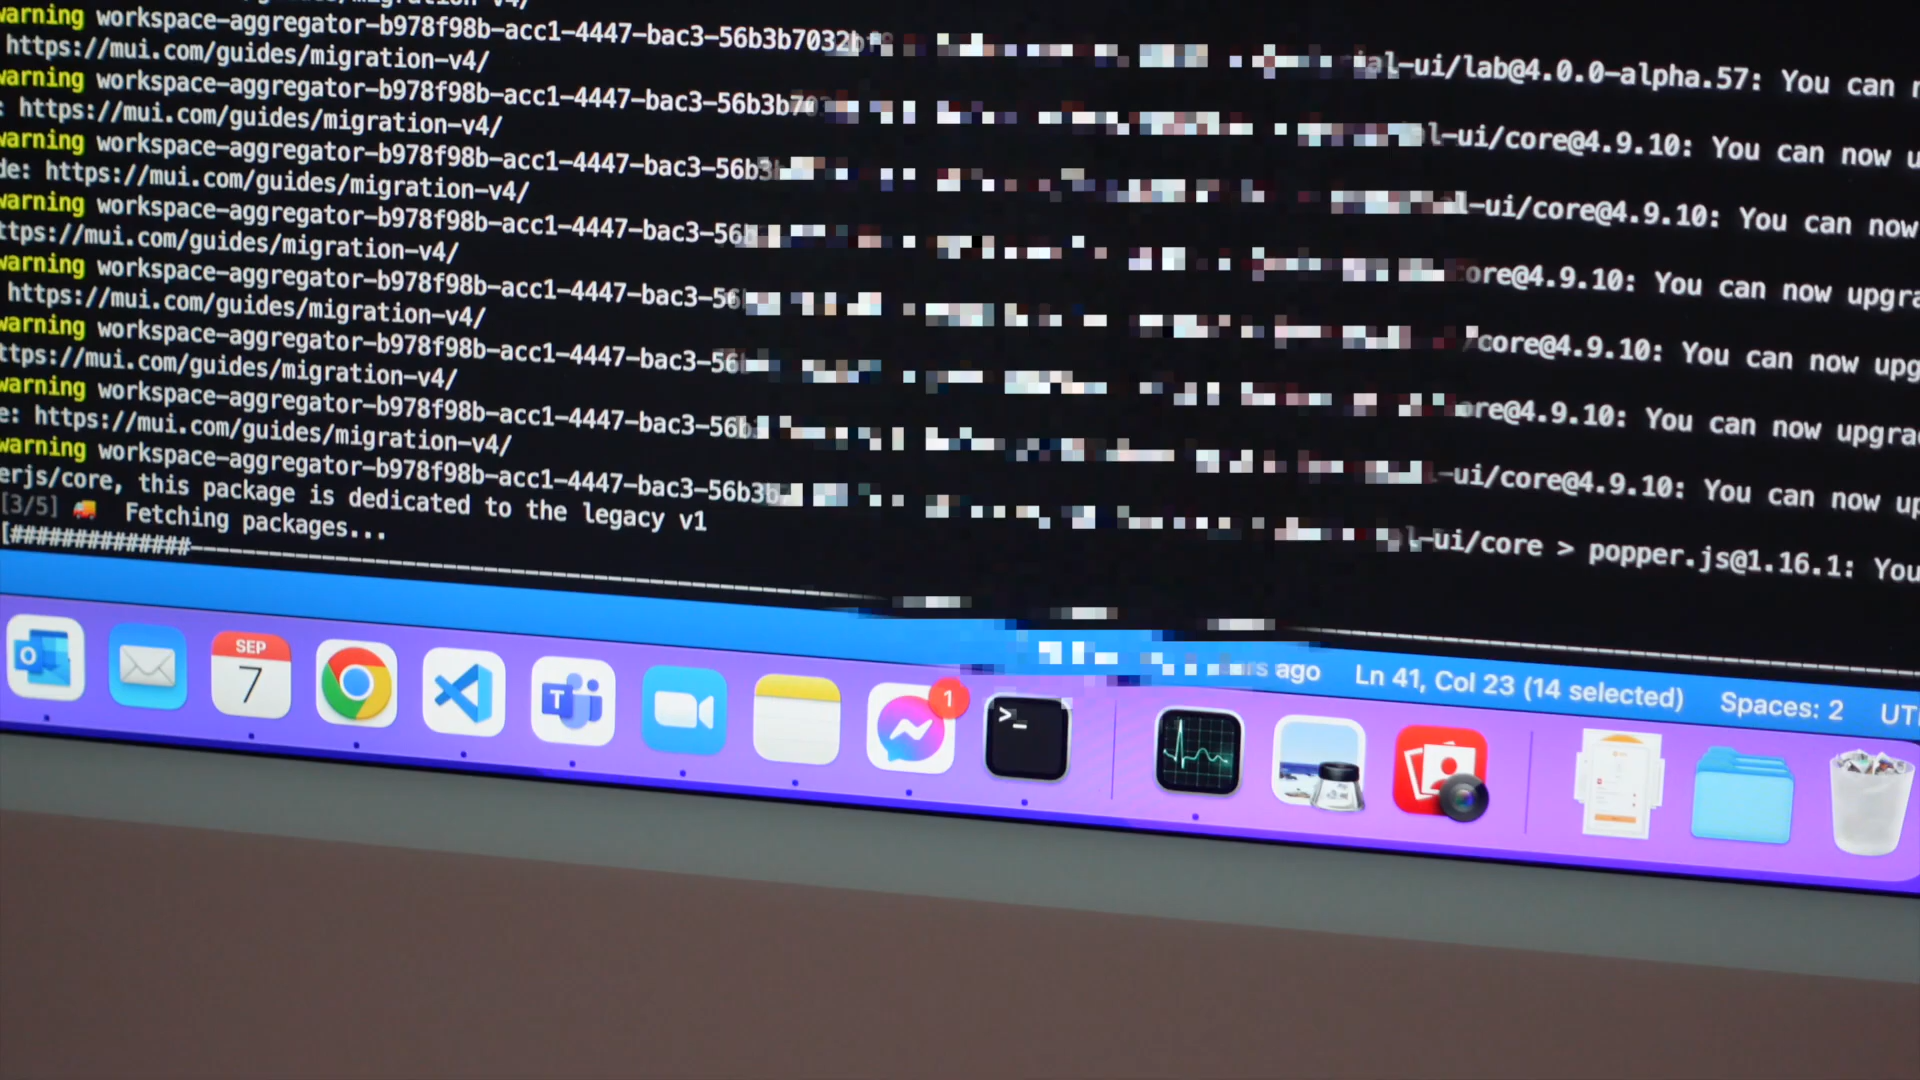 warning workspace-aggregator-b978f98b-acc1-4447-bac3-56b3b7032bf8 al-ui/lab@4.0.0-alpha.57: You can
https://mui.com/guides/migration-v4/
warning workspace-aggregator-b978f98b-acc1-4447-bac3-56b3b70 l-ui/core@4.9.10: You can now u
: https://mui.com/guides/migration-v4/
warning workspace-aggregator-b978f98b-acc1-4447-bac3-56b3b l-ui/core@4.9.10: You can now
de: https://mui.com/guides/migration-v4/
warning workspace-aggregator-b978f98b-acc1-4447-bac3-56b core@4.9.10: You can now upgra
ttps://mui.com/guides/migration-v4/
warning workspace-aggregator-b978f98b-acc1-4447-bac3-56 /core@4.9.10: You can now upg
https://mui.com/guides/migration-v4/
warning workspace-aggregator-b978f98b-acc1-4447-bac3-56 ore@4.9.10: You can now upgra
ttps://mui.com/guides/migration-v4/
warning workspace-aggregator-b978f98b-acc1-4447-bac3-56b -ui/core@4.9.10: You can now up
e: https://mui.com/guides/migration-v4/
warning workspace-aggregator-b978f98b-acc1-4447-bac3-56b3b l-ui/core > popper.js@1.16.1: You
erjs/core, this package is dedicated to the legacy v1
[3/5] 🚚 Fetching packages...
[##############----
ago Ln 41, Col 23 (14 selected) Spaces: 2 UT
SEP
7
1
>_